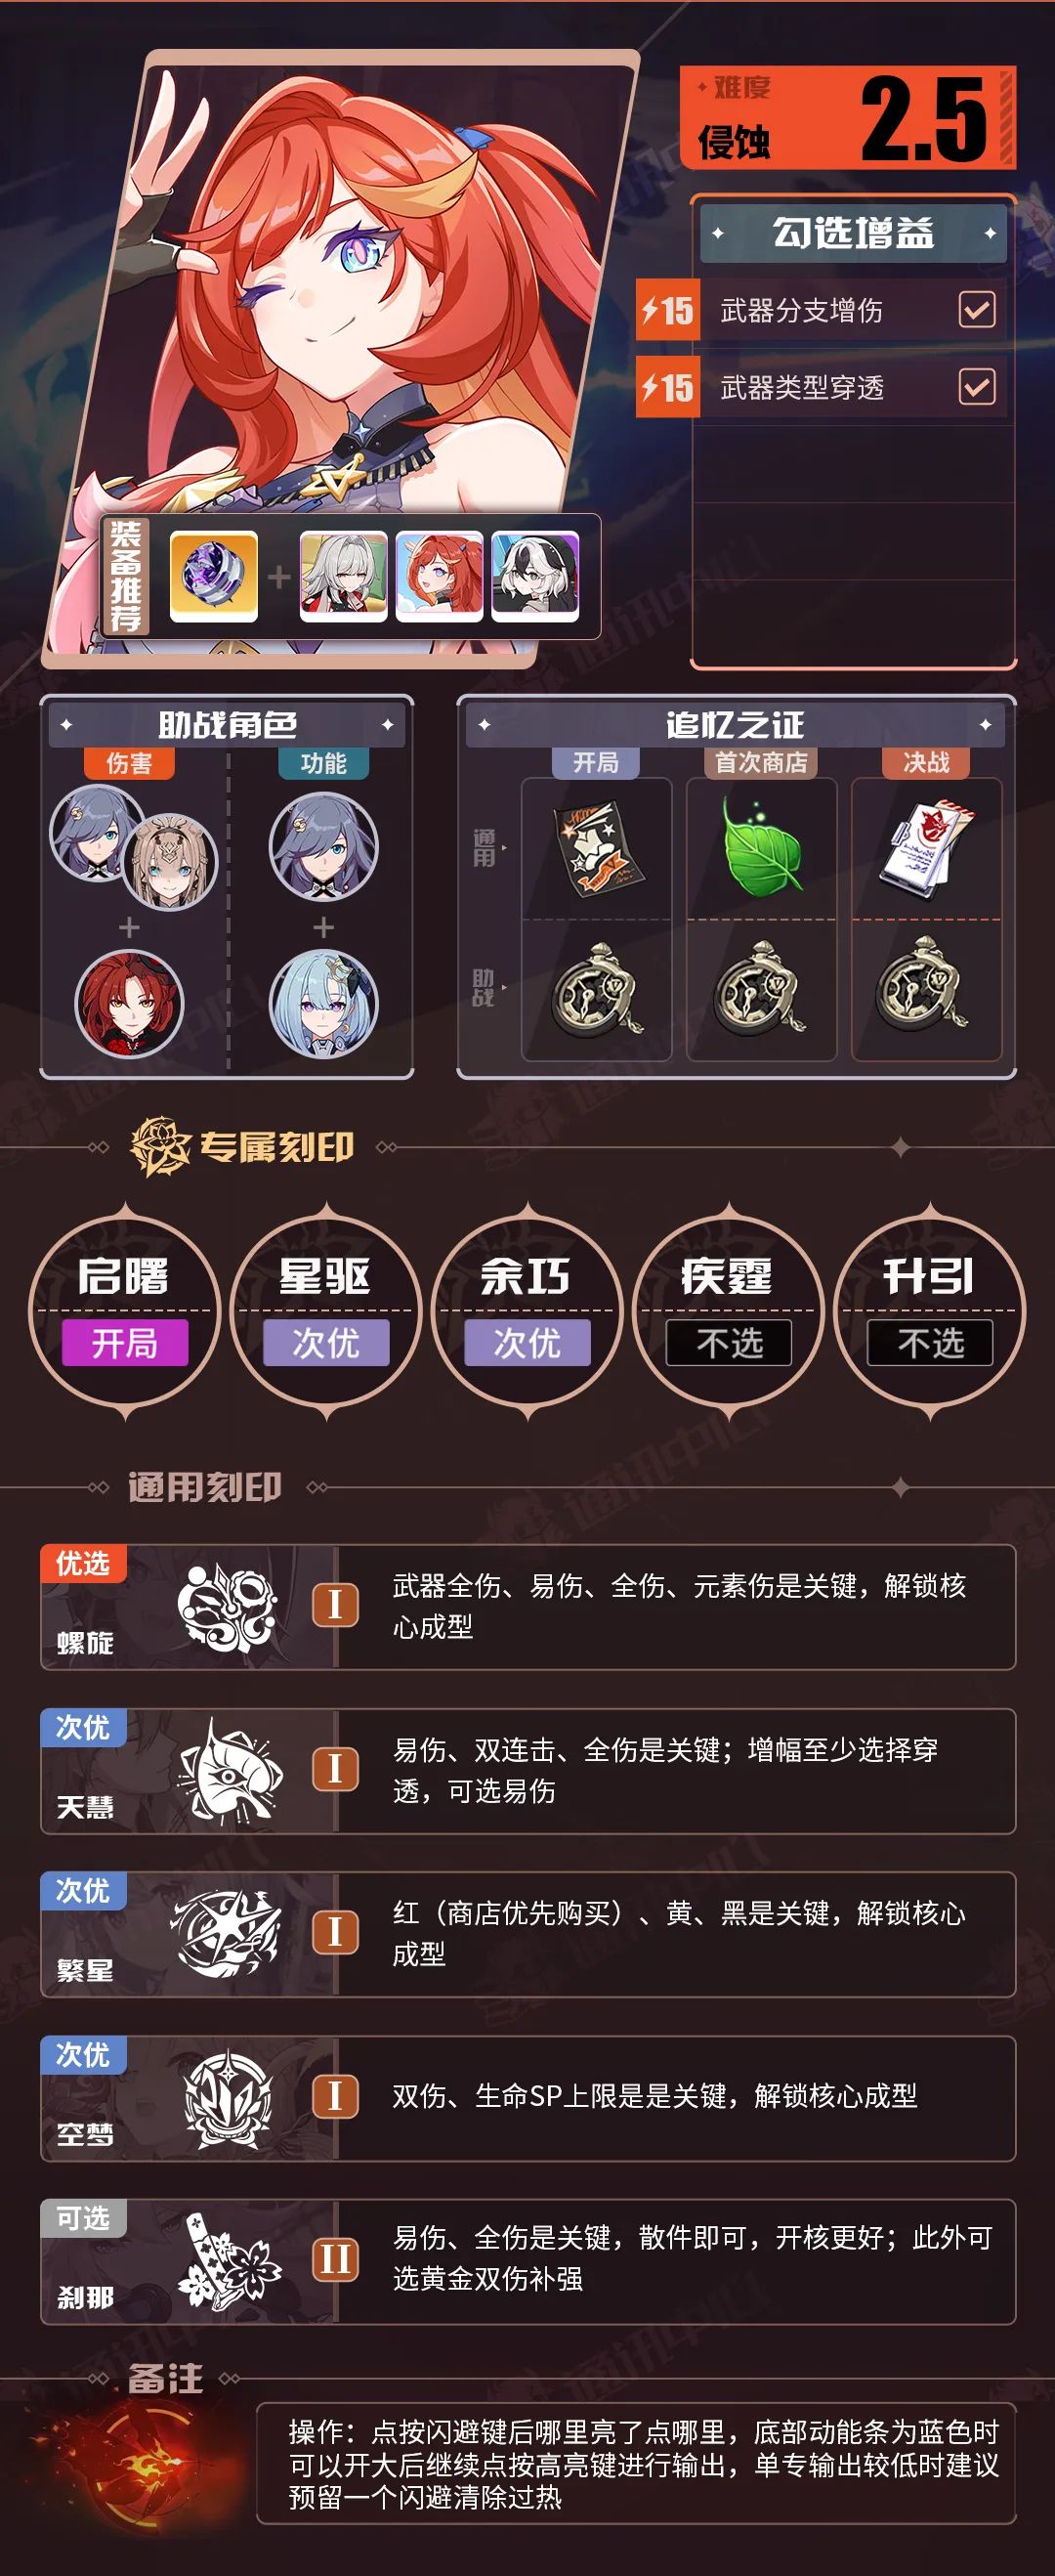 难度
侵蚀
2.5
勾选增益
15 武器分支增伤
15 武器类型穿透
装备推荐
助战角色
伤害 功能
追忆之证
开局 首次商店 决战
通用
助战
专属刻印
启曙 星驱 余巧 疾霆 升引
开局 次优 次优 不选 不选
通用刻印
优选
螺旋
I
武器全伤、易伤、全伤、元素伤是关键，解锁核
心成型
次优
天慧
I
易伤、双连击、全伤是关键；增幅至少选择穿
透，可选易伤
次优
繁星
I
红（商店优先购买）、黄、黑是关键，解锁核心
成型
次优
空梦
I
双伤、生命SP上限是是关键，解锁核心成型
可选
刹那
II
易伤、全伤是关键，散件即可，开核更好；此外可
选黄金双伤补强
备注
操作：点按闪避键后哪里亮了点哪里，底部动能条为蓝色时
可以开大后继续点按高亮键进行输出，单专输出较低时建议
预留一个闪避清除过热